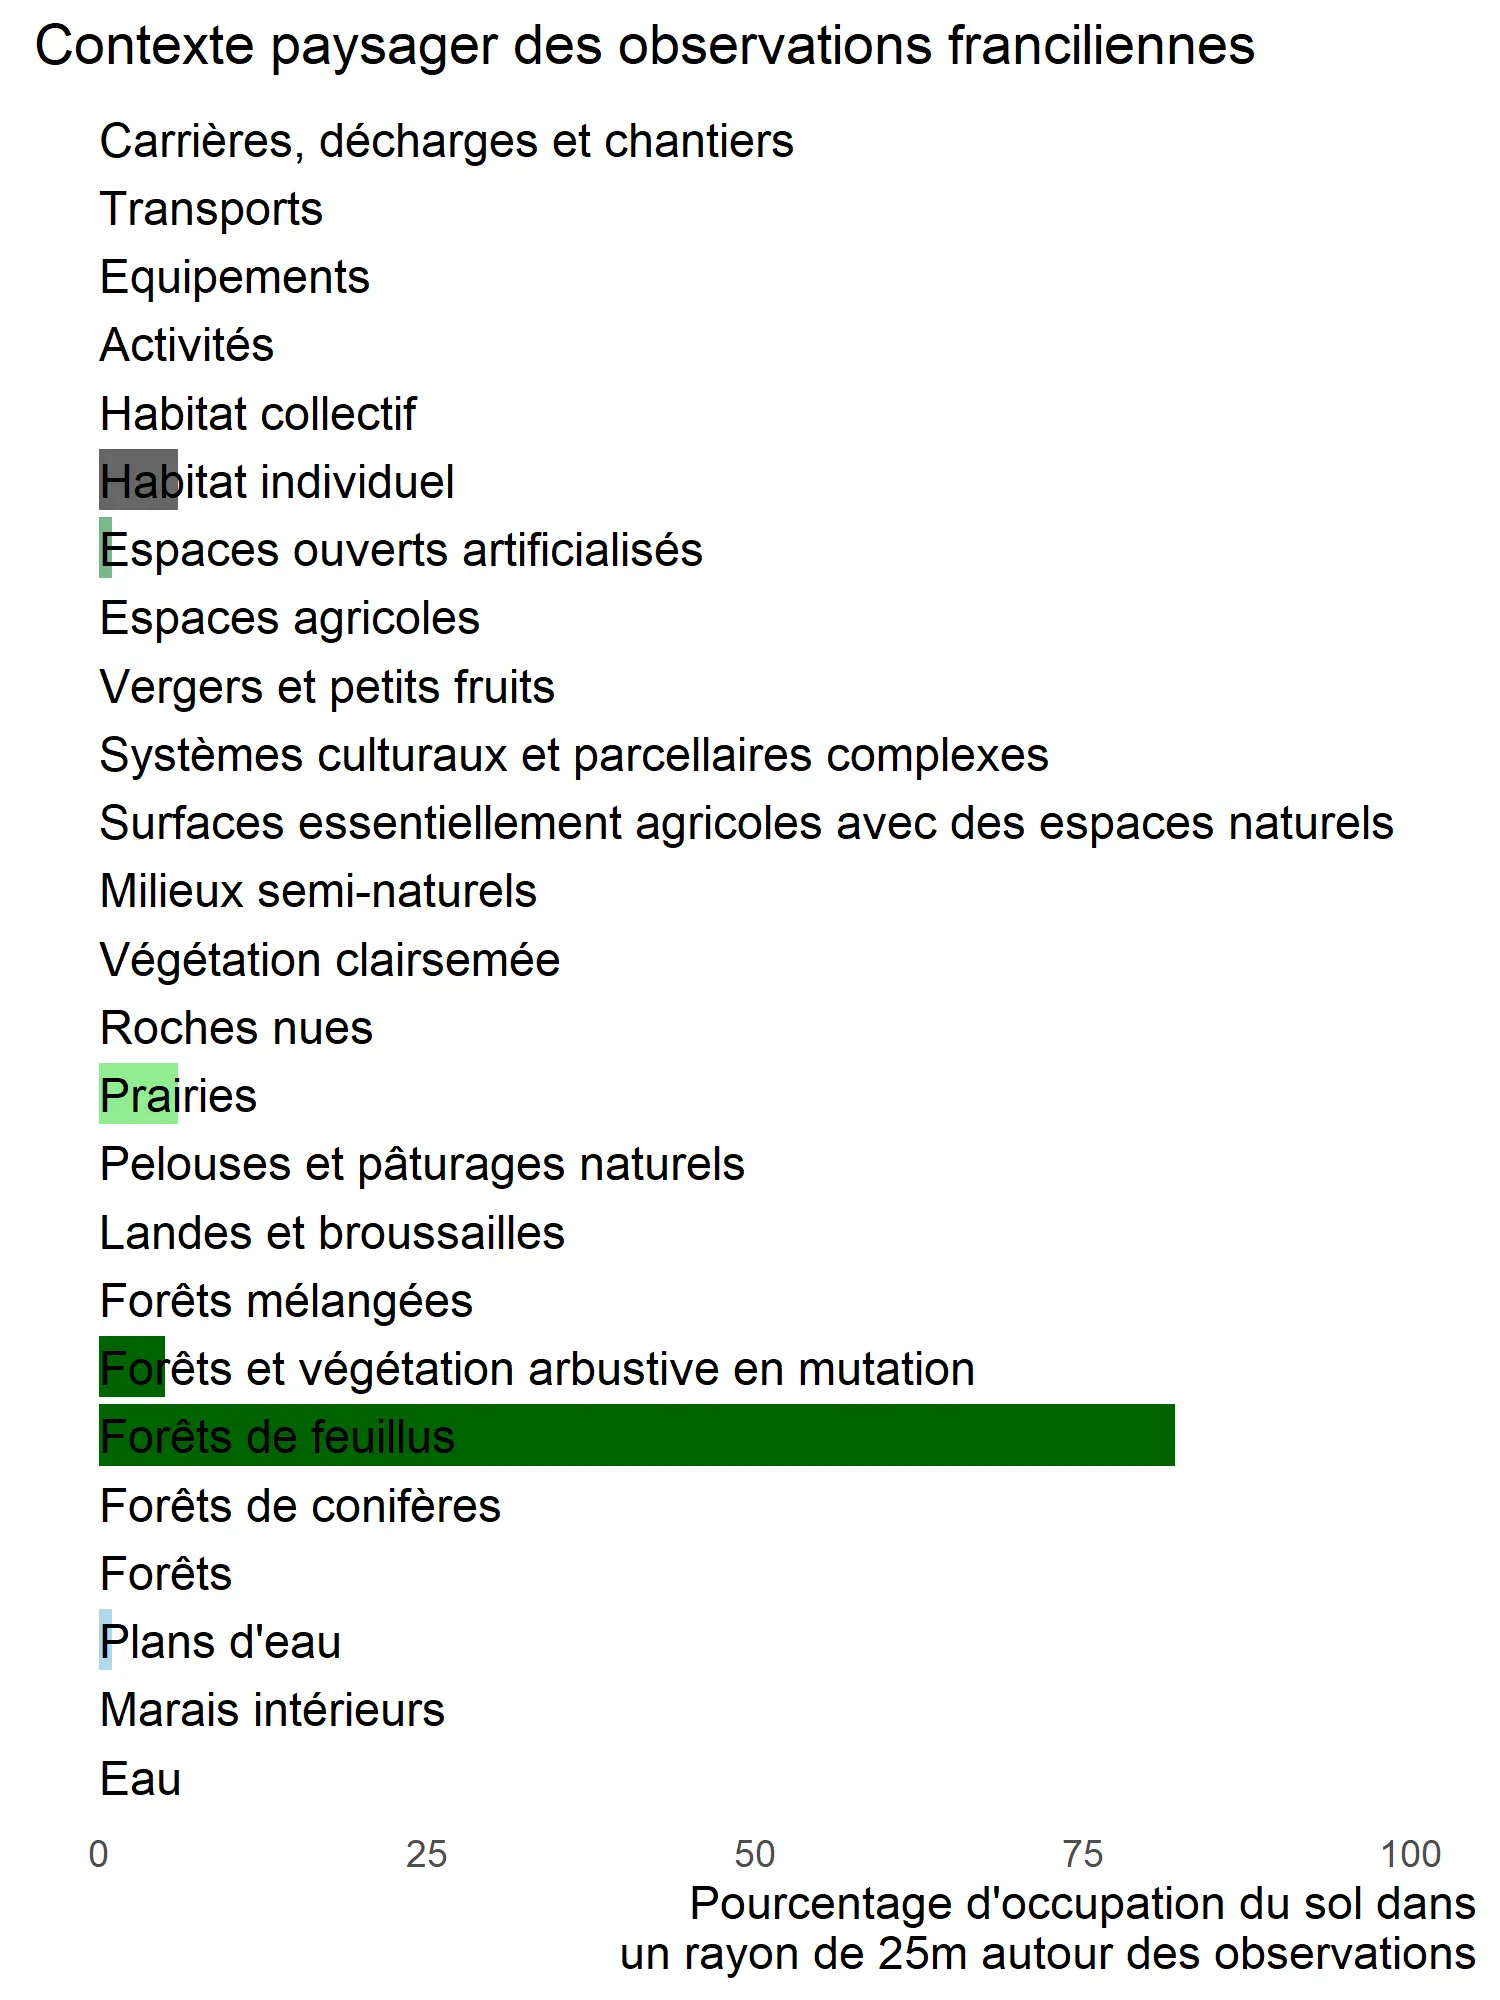 Contexte paysager des observations franciliennes
Carrières, décharges et chantiers
Transports
Equipements
Activités
Habitat collectif
Habitat individuel
Espaces ouverts artificialisés
Espaces agricoles
Vergers et petits fruits
Systèmes culturaux et parcellaires complexes
Surfaces essentiellement agricoles avec des espaces naturels
Milieux semi-naturels
Végétation clairsemée
Roches nues
Prairies
Pelouses et pâturages naturels
Landes et broussailles
Forêts mélangées
Forêts et végétation arbustive en mutation
Forêts de feuillus
Forêts de conifères
Forêts
Plans d'eau
Marais intérieurs
Eau
0 25 50 75 100
Pourcentage d'occupation du sol dans
un rayon de 25m autour des observations